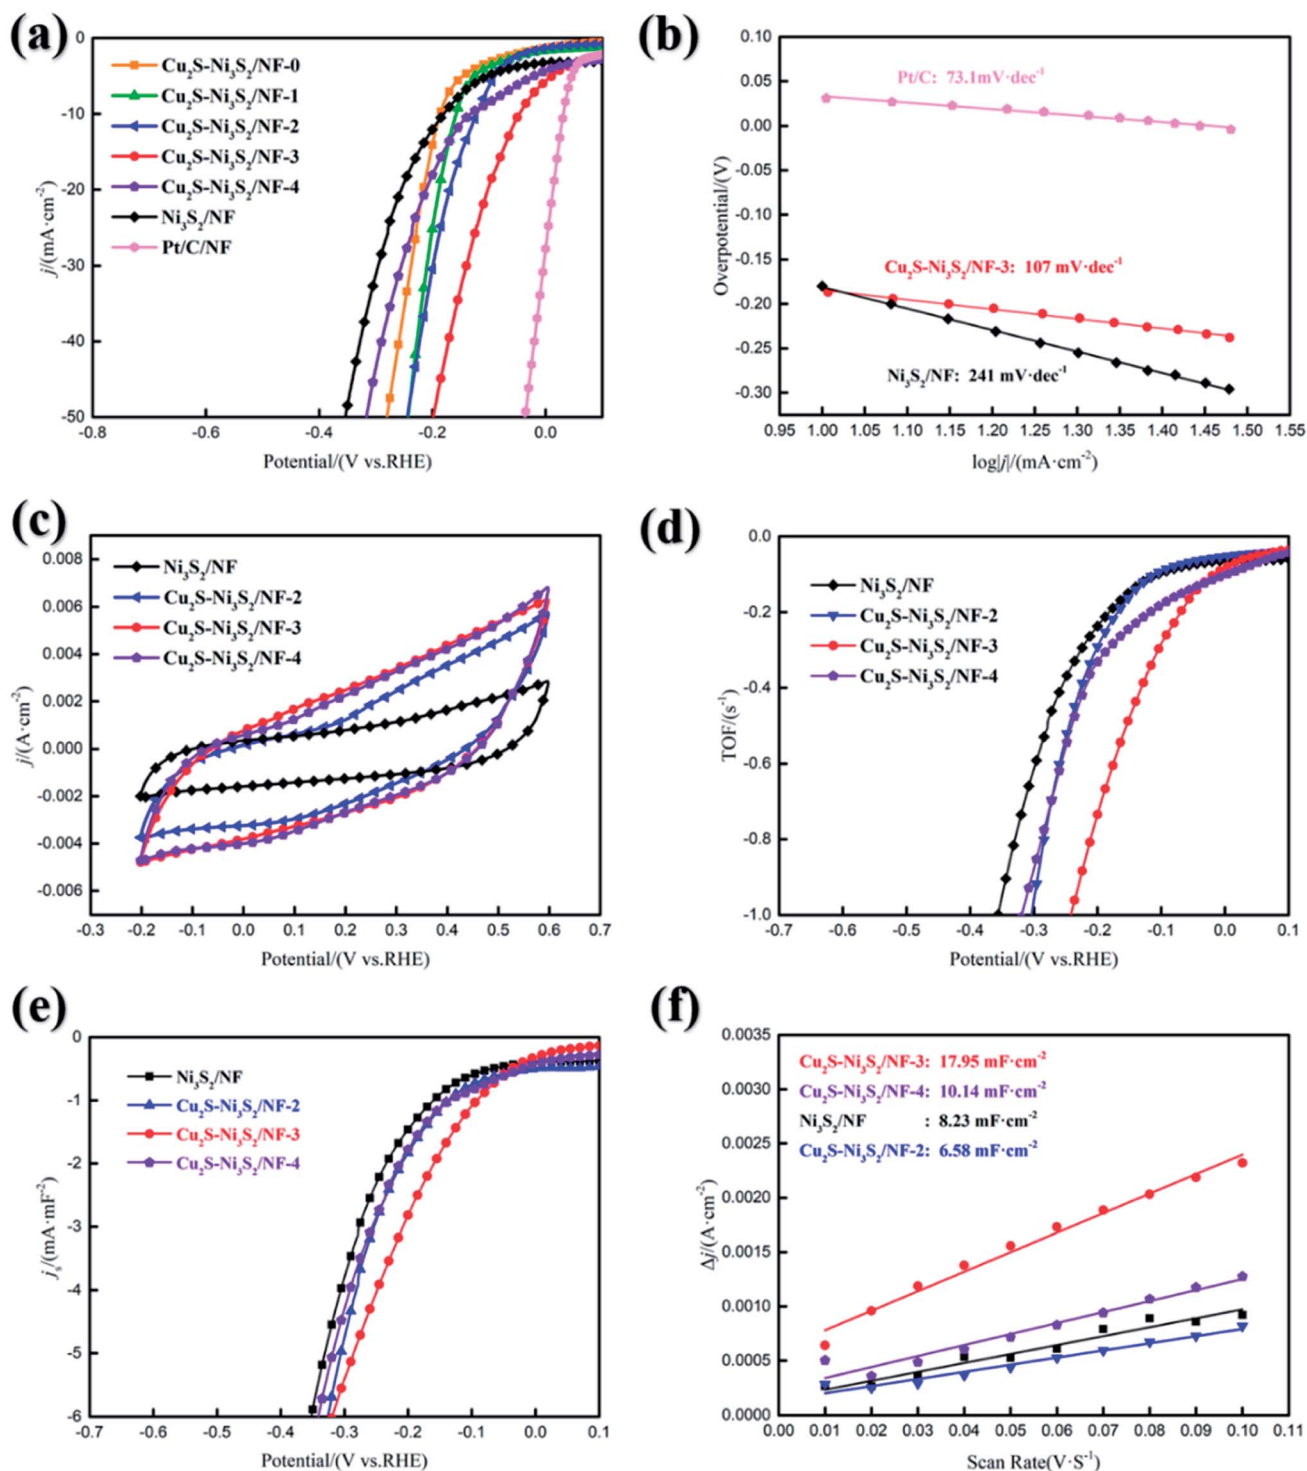 (a)
0
-10
-20
-30
-40
-50
j/(mA·cm⁻²)
Cu₂S-Ni₃S₂/NF-0
Cu₂S-Ni₃S₂/NF-1
Cu₂S-Ni₃S₂/NF-2
Cu₂S-Ni₃S₂/NF-3
Cu₂S-Ni₃S₂/NF-4
Ni₃S₂/NF
Pt/C/NF
-0.8 -0.6 -0.4 -0.2 0.0
Potential/(V vs.RHE)
(b)
0.10
0.05
0.00
-0.05
-0.10
-0.15
-0.20
-0.25
-0.30
Overpotential/(V)
Pt/C: 73.1mV·dec⁻¹
Cu₂S-Ni₃S₂/NF-3: 107 mV·dec⁻¹
Ni₃S₂/NF: 241 mV·dec⁻¹
0.95 1.00 1.05 1.10 1.15 1.20 1.25 1.30 1.35 1.40 1.45 1.50 1.55
log|j|/(mA·cm⁻²)
(c)
0.008
0.006
0.004
0.002
0.000
-0.002
-0.004
-0.006
j/(A·cm⁻²)
Ni₃S₂/NF
Cu₂S-Ni₃S₂/NF-2
Cu₂S-Ni₃S₂/NF-3
Cu₂S-Ni₃S₂/NF-4
-0.3 -0.2 -0.1 0.0 0.1 0.2 0.3 0.4 0.5 0.6 0.7
Potential/(V vs.RHE)
(d)
0.0
-0.2
-0.4
-0.6
-0.8
-1.0
TOF/(s⁻¹)
Ni₃S₂/NF
Cu₂S-Ni₃S₂/NF-2
Cu₂S-Ni₃S₂/NF-3
Cu₂S-Ni₃S₂/NF-4
-0.7 -0.6 -0.5 -0.4 -0.3 -0.2 -0.1 0.0 0.1
Potential/(V vs.RHE)
(e)
0
-1
-2
-3
-4
-5
-6
jₛ/(mA·mF⁻²)
Ni₃S₂/NF
Cu₂S-Ni₃S₂/NF-2
Cu₂S-Ni₃S₂/NF-3
Cu₂S-Ni₃S₂/NF-4
-0.7 -0.6 -0.5 -0.4 -0.3 -0.2 -0.1 0.0 0.1
Potential/(V vs.RHE)
(f)
0.0035
0.0030
0.0025
0.0020
0.0015
0.0010
0.0005
0.0000
Δj/(A·cm⁻²)
Cu₂S-Ni₃S₂/NF-3: 17.95 mF·cm⁻²
Cu₂S-Ni₃S₂/NF-4: 10.14 mF·cm⁻²
Ni₃S₂/NF : 8.23 mF·cm⁻²
Cu₂S-Ni₃S₂/NF-2: 6.58 mF·cm⁻²
0.00 0.01 0.02 0.03 0.04 0.05 0.06 0.07 0.08 0.09 0.10 0.11
Scan Rate(V·S⁻¹)